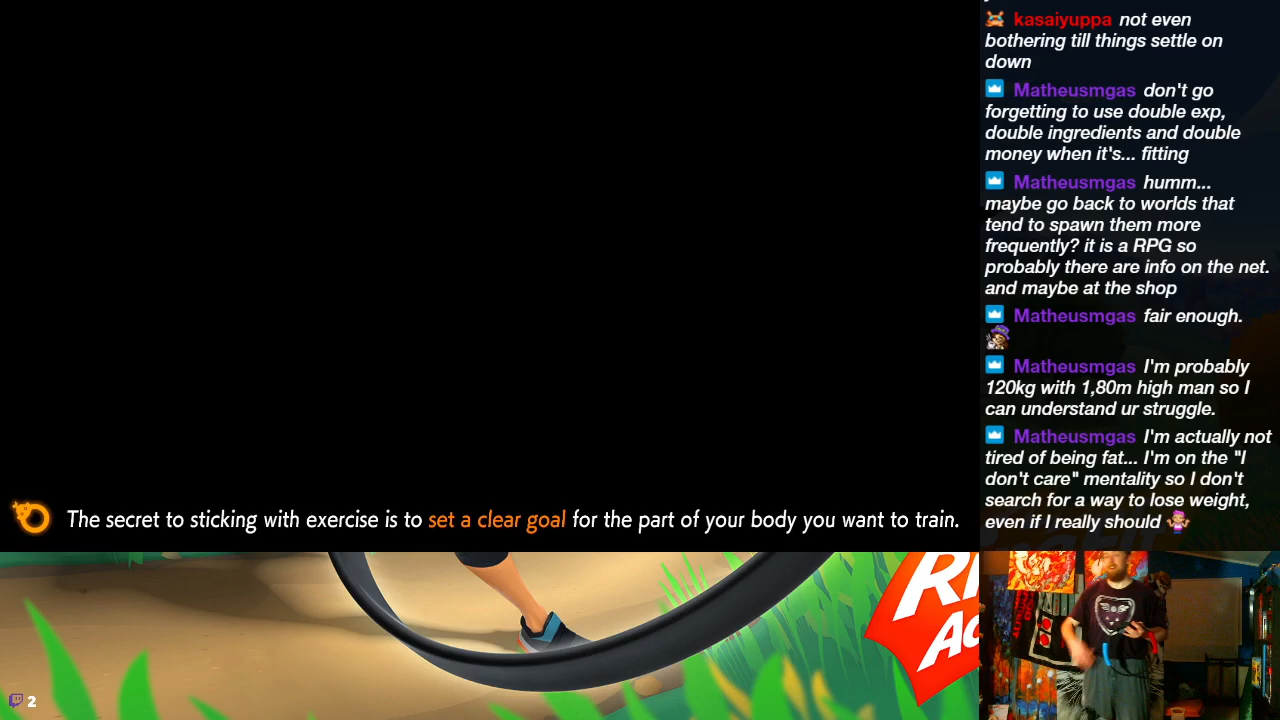 kasaiyuppa not even
bothering till things settle on
down
Matheusmgas don't go
forgetting to use double exp,
double ingredients and double
money when it's... fitting
Matheusmgas humm...
maybe go back to worlds that
tend to spawn them more
frequently? it is a RPG so
probably there are info on the net.
and maybe at the shop
Matheusmgas fair enough.
Matheusmgas I'm probably
120kg with 1,80m high man so I
can understand ur struggle.
Matheusmgas I'm actually not
tired of being fat... I'm on the "I
don't care" mentality so I don't
search for a way to lose weight,
even if I really should
The secret to sticking with exercise is to set a clear goal for the part of your body you want to train.
2